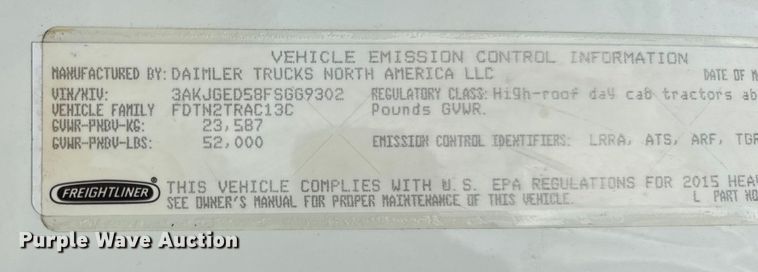 VEHICLE EMISSION CONTROL INFORMATION
MANUFACTURED BY: DAIMLER TRUCKS NORTH AMERICA LLC DATE OF M
VIN/NIV: 3AKJGED58FSGG9302 REGULATORY CLASS: High-roof day cab tractors ab
VEHICLE FAMILY FDTN2TRAC13C Pounds GVWR.
GVWR-PNBV-KG: 23,587
GVWR-PNBV-LBS: 52,000 EMISSION CONTROL IDENTIFIERS: LRRA, ATS, ARF, TGR
FREIGHTLINER®
THIS VEHICLE COMPLIES WITH U.S. EPA REGULATIONS FOR 2015 HEAV
SEE OWNER'S MANUAL FOR PROPER MAINTENANCE OF THIS VEHICLE. L PART NO
Purple Wave Auction